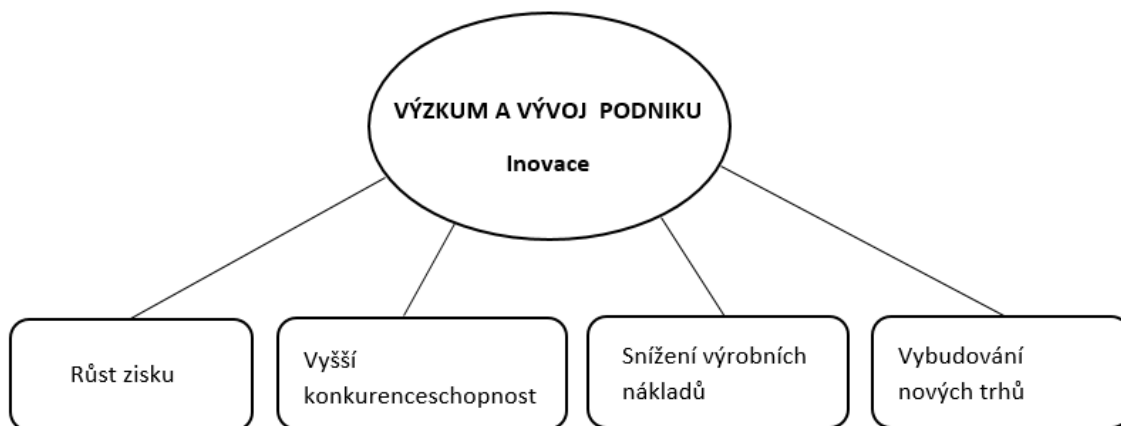 VÝZKUM A VÝVOJ PODNIKU
Inovace
Růst zisku
Vyšší
konkurenceschopnost
Snížení výrobních
nákladů
Vybudování
nových trhů